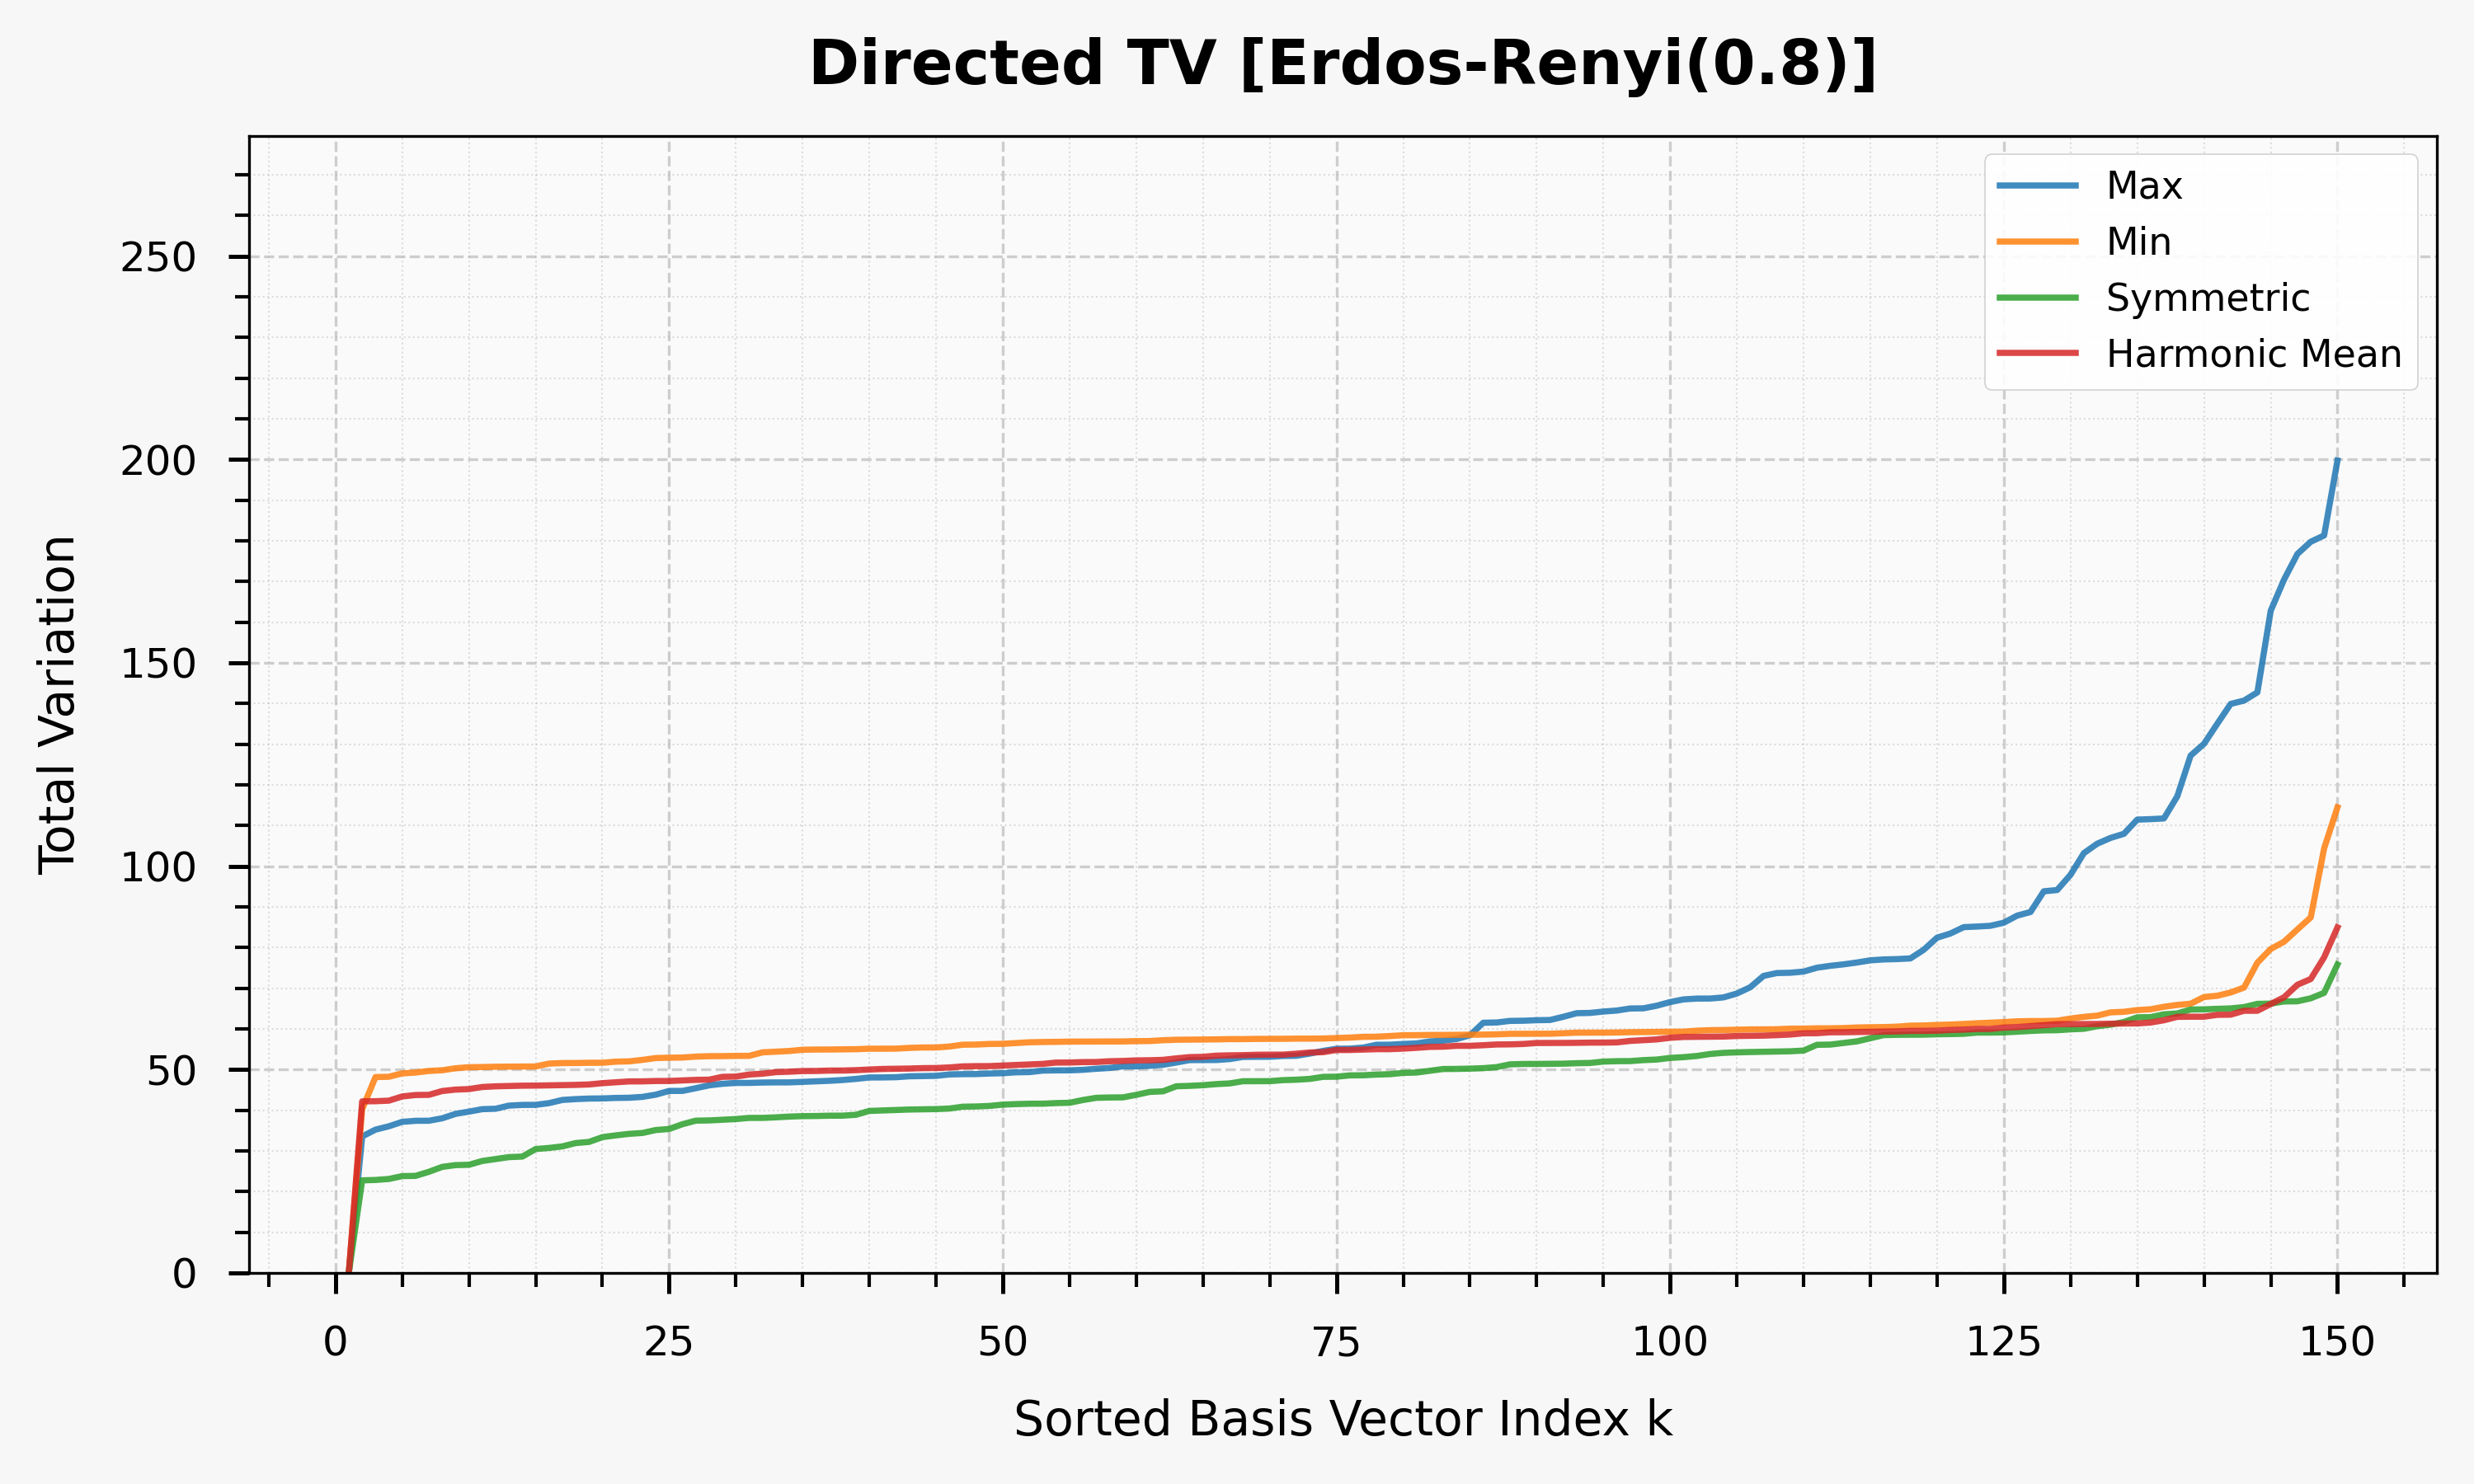 Directed TV [Erdos-Renyi(0.8)]
Max
Min
Symmetric
Harmonic Mean
Total Variation
250
200
150
100
50
0
0 25 50 75 100 125 150
Sorted Basis Vector Index k